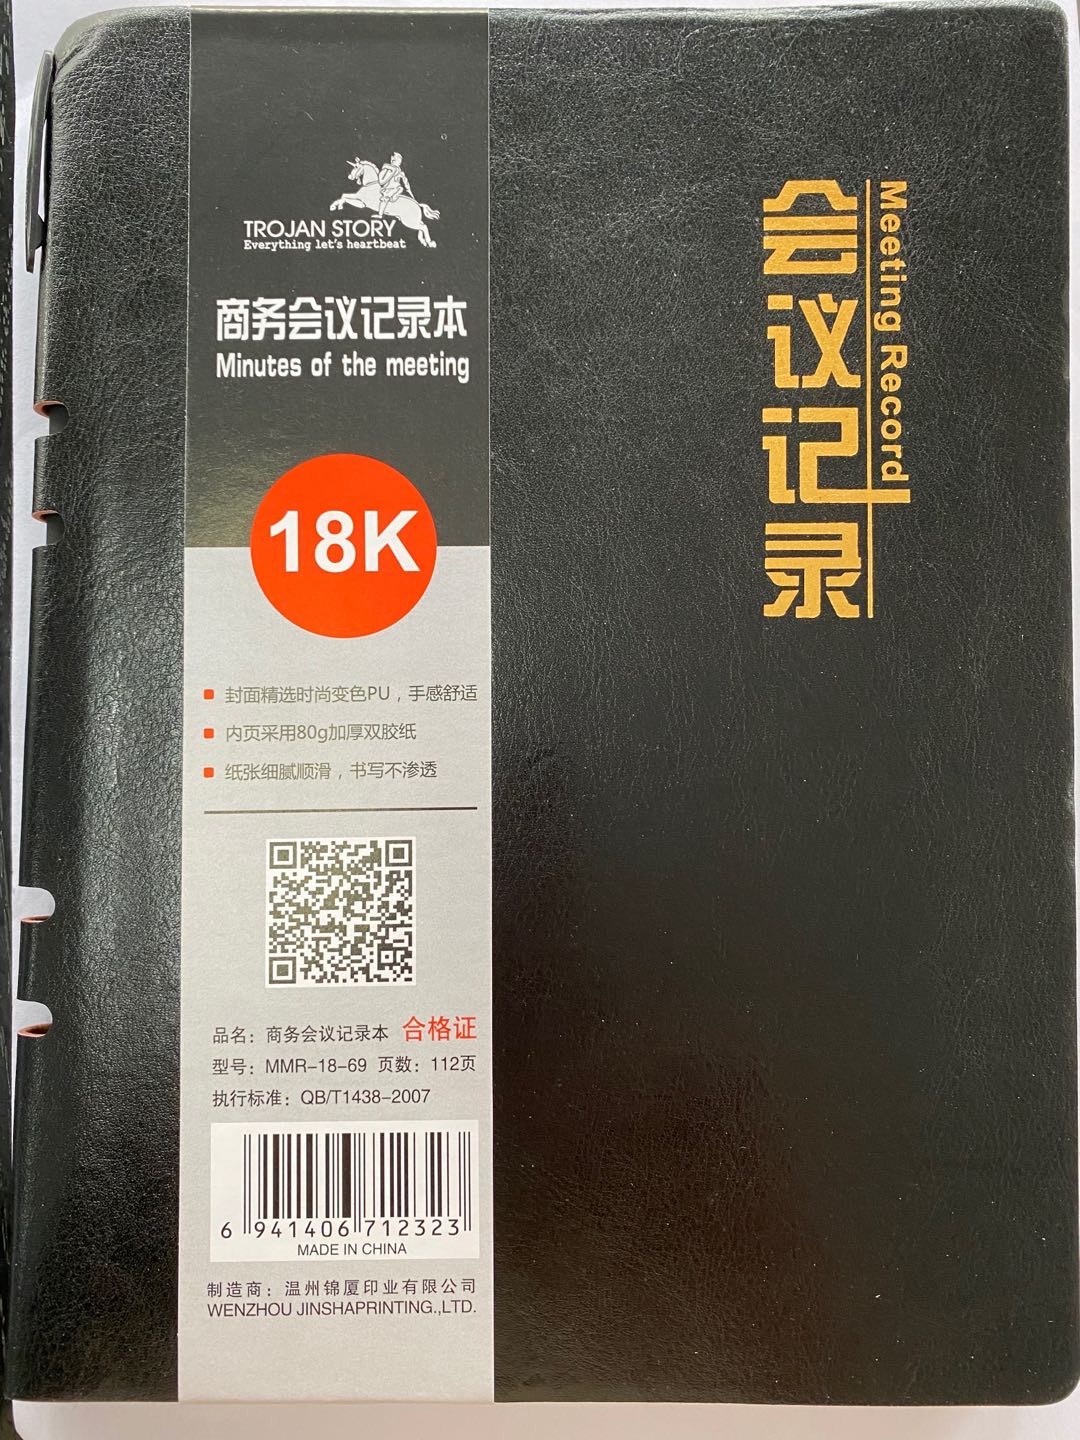 TROJAN STORY
Everything let's heartbeat
商务会议记录本
Minutes of the meeting
18K
封面精选时尚变色PU，手感舒适
内页采用80g加厚双胶纸
纸张细腻顺滑，书写不渗透
品名：商务会议记录本 合格证
型号：MMR-18-69 页数：112页
执行标准：QB/T1438-2007
6 941406 712323
MADE IN CHINA
制造商：温州锦厦印业有限公司
WENZHOU JINSHAPRINTING.,LTD.
会议记录
Meeting Record